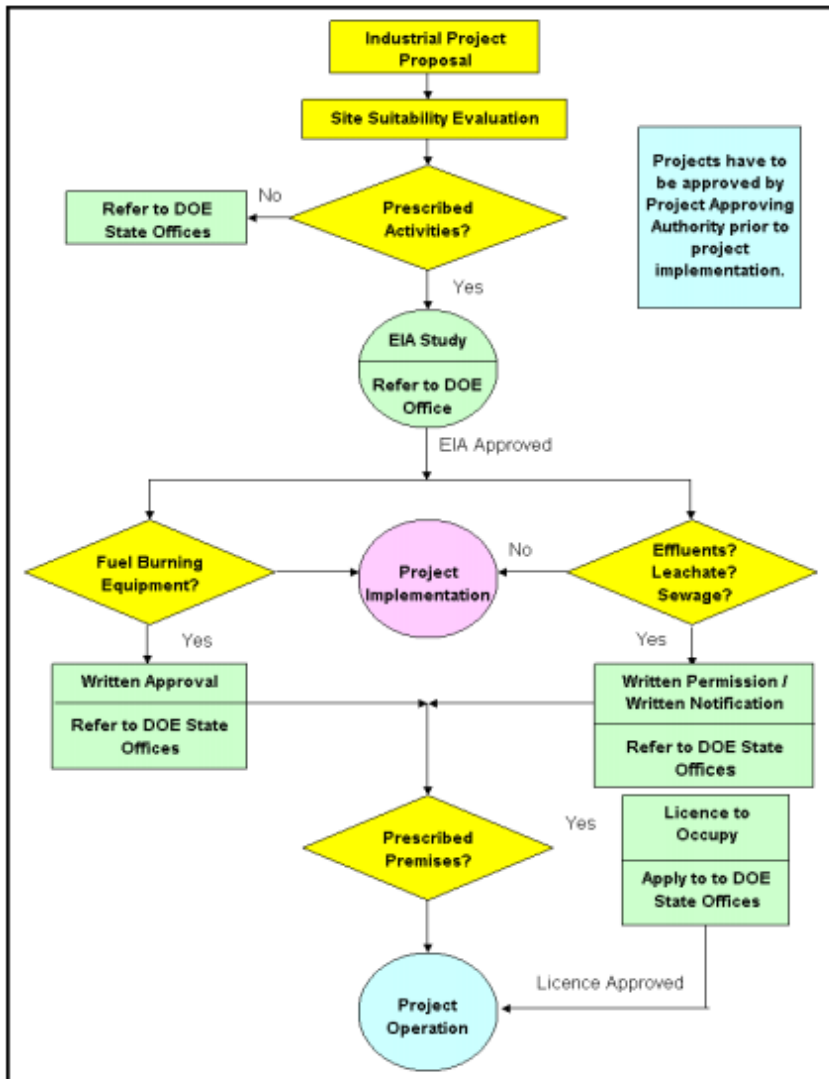 Industrial Project
Proposal
Site Suitability Evaluation
Projects have to
be approved by
Project Approving
Authority prior to
project
implementation.
No
Refer to DOE
State Offices
Prescribed
Activities?
Yes
EIA Study
Refer to DOE
Office
EIA Approved
Fuel Burning
Equipment?
Project
Implementation
No
Effluents?
Leachate?
Sewage?
Yes
Yes
Written Approval
Refer to DOE State
Offices
Written Permission /
Written Notification
Refer to DOE State
Offices
Prescribed
Premises?
Yes
Licence to
Occupy
Apply to to DOE
State Offices
Licence Approved
Project
Operation